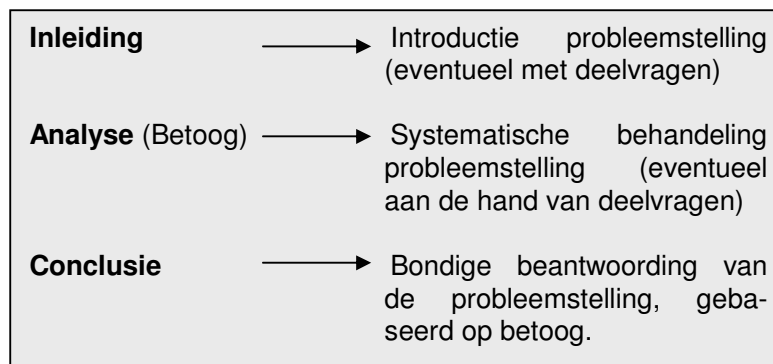 Inleiding Introductie probleemstelling
(eventueel met deelvragen)
Analyse (Betoog) Systematische behandeling
probleemstelling (eventueel
aan de hand van deelvragen)
Conclusie Bondige beantwoording van
de probleemstelling, geba-
seerd op betoog.